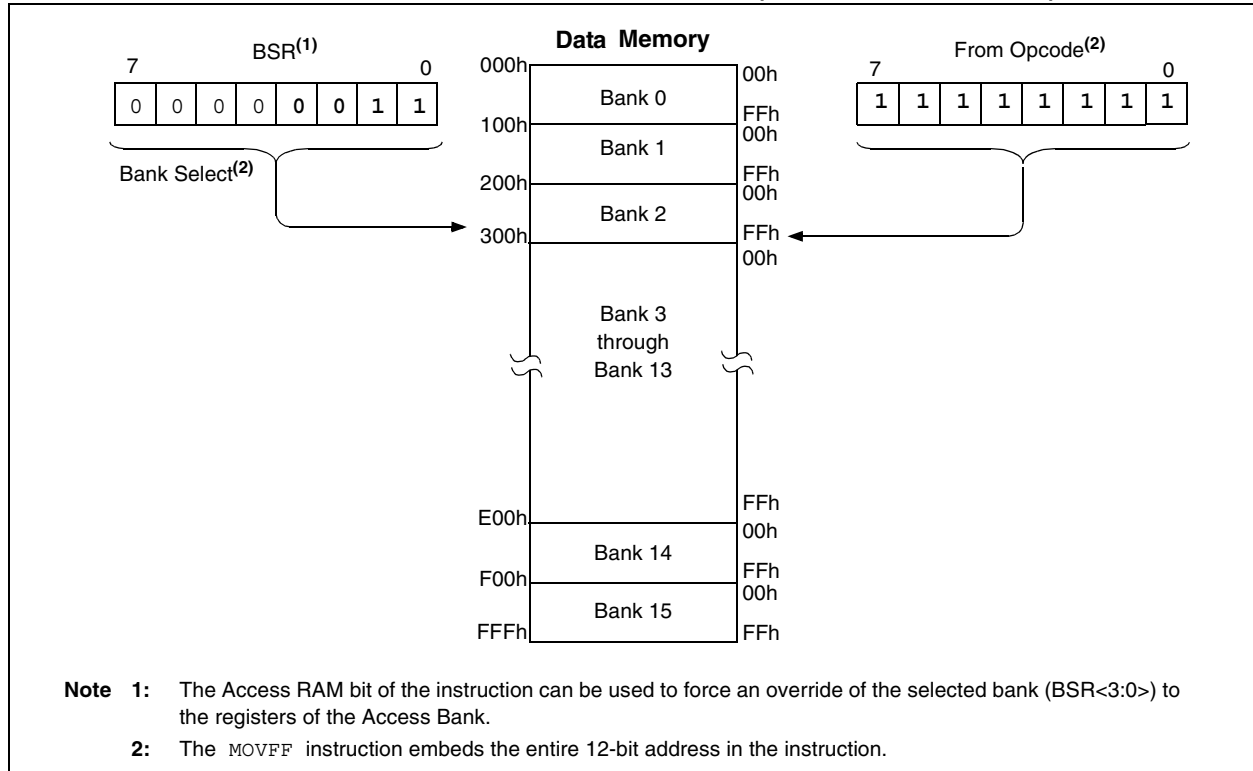 Data Memory
BSR(1)
7 0
0 0 0 0 0 0 1 1
Bank Select(2)
From Opcode(2)
7 0
1 1 1 1 1 1 1 1
000h
Bank 0
00h
FFh
100h
Bank 1
00h
FFh
200h
Bank 2
00h
FFh
300h
Bank 3
through
Bank 13
00h
FFh
E00h
Bank 14
00h
FFh
F00h
Bank 15
00h
FFFh
FFh
Note 1: The Access RAM bit of the instruction can be used to force an override of the selected bank (BSR<3:0>) to
the registers of the Access Bank.
2: The MOVFF instruction embeds the entire 12-bit address in the instruction.